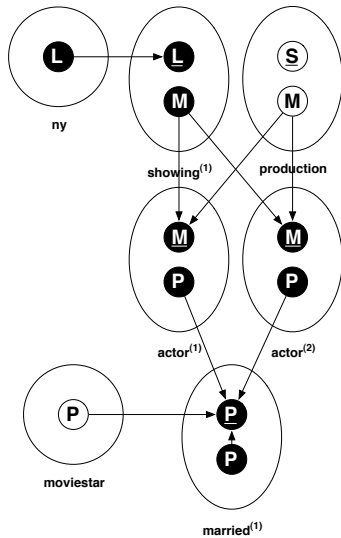 L L S
M M
ny
showing(1) production
M M
P P
actor(1) actor(2)
P P
moviestar P
married(1)